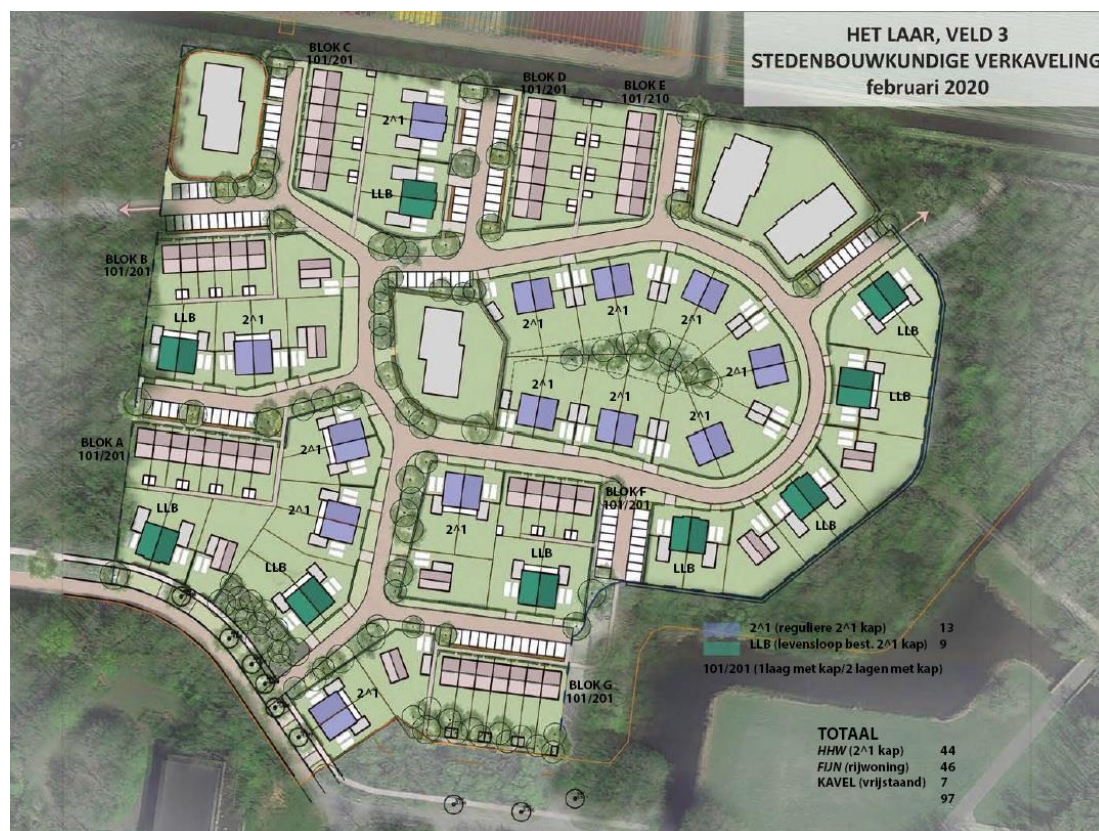 HET LAAR, VELD 3
STEDENBOUWKUNDIGE VERKAVELING
februari 2020
BLOK C
101/201
BLOK D
101/201
BLOK E
101/210
2^1
LLB
BLOK B
101/201
LLB
2^1
2^1
2^1
2^1
LLB
2^1
2^1
2^1
2^1
LLB
BLOK A
101/201
2^1
2^1
LLB
LLB
2^1
BLOK F
101/201
LLB
LLB
LLB
2^1
2^1 (reguliere 2^1 kap) 13
LLB (levensloop best. 2^1 kap) 9
101/201 (1laag met kap/2 lagen met kap)
BLOK G
101/201
TOTAAL
HHW (2^1 kap) 44
FIJN (rijwoning) 46
KAVEL (vrijstaand) 7
97